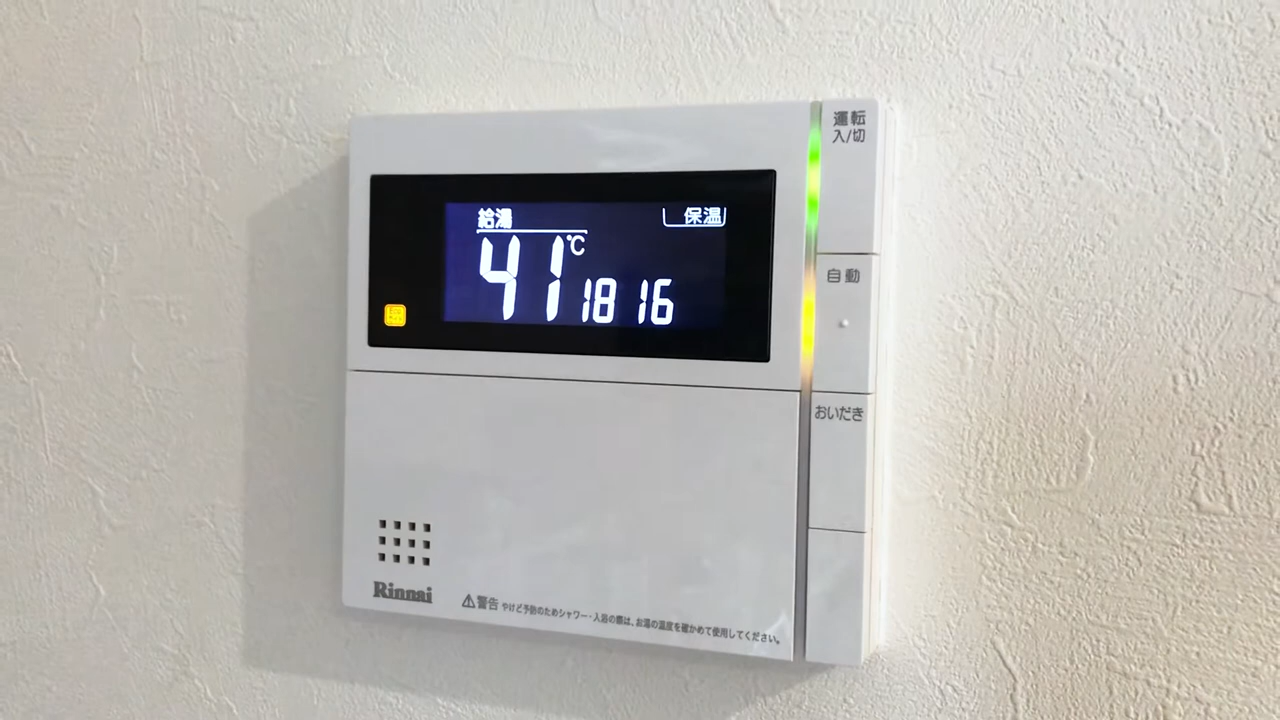 給湯
保温
41℃
18 16
運転
入/切
自動
おいだき
Rinnai
⚠警告 やけど予防のためシャワー・入浴の際は、お湯の温度を確かめて使用してください。